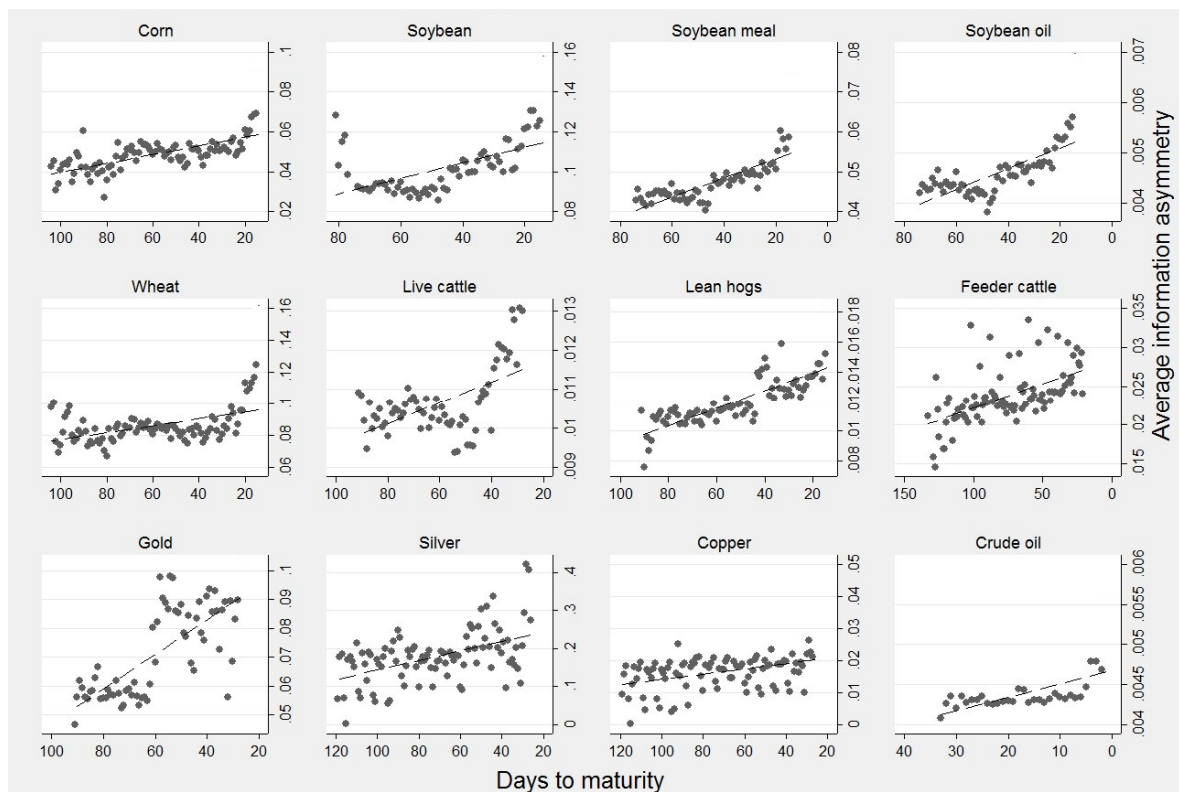 Corn
Soybean
Soybean meal
Soybean oil
.02 .04 .06 .08 .1
.08 .1 .12 .14 .16
.04 .05 .06 .07 .08
.004 .005 .006 .007
100 80 60 40 20
80 60 40 20
80 60 40 20 0
80 60 40 20 0
Wheat
Live cattle
Lean hogs
Feeder cattle
.06 .08 .1 .12 .14 .16
.009 .01 .011 .012 .013
.008 .01 .012 .014 .016 .018
.015 .02 .025 .03 .035
100 80 60 40 20
100 80 60 40 20
100 80 60 40 20
150 100 50 0
Gold
Silver
Copper
Crude oil
.05 .06 .07 .08 .09 .1
0 .1 .2 .3 .4
0 .01 .02 .03 .04 .05
.004 .0045 .005 .0055 .006
100 80 60 40 20
120 100 80 60 40 20
120 100 80 60 40 20
40 30 20 10 0
Average information asymmetry
Days to maturity